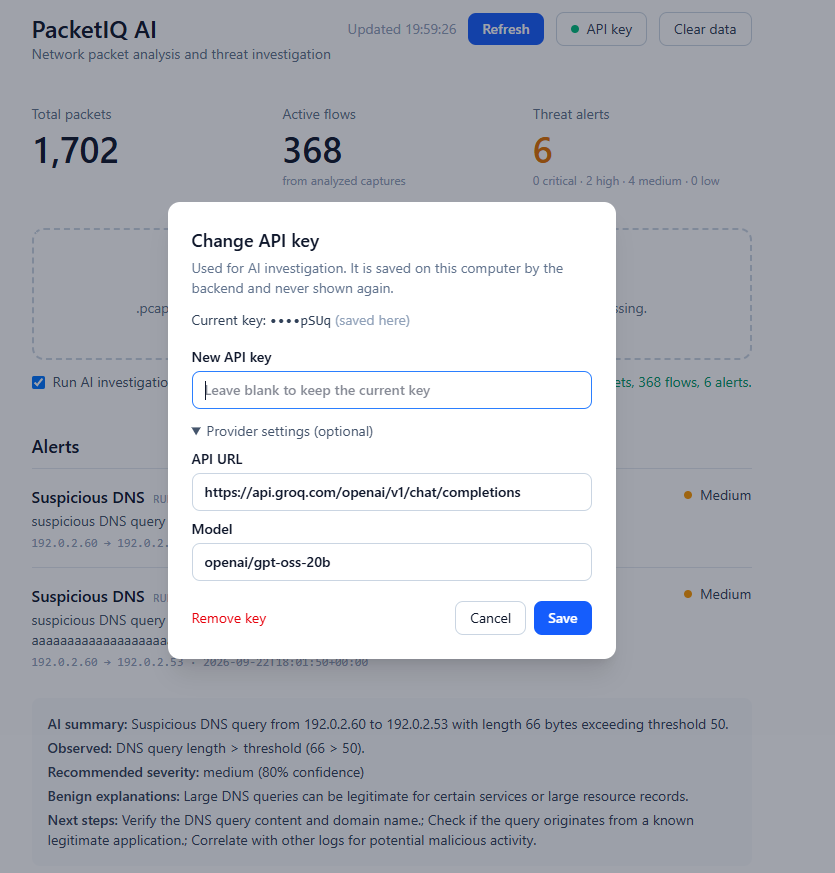 PacketIQ AI
Updated 19:59:26
Refresh
API key
Clear data
Network packet analysis and threat investigation
Total packets
Active flows
Threat alerts
1,702
368
6
from analyzed captures
0 critical · 2 high · 4 medium · 0 low
.pcap
sing.
Run AI investigatio
ets, 368 flows, 6 alerts.
Change API key
Used for AI investigation. It is saved on this computer by the
backend and never shown again.
Current key: ••••pSUq (saved here)
New API key
Leave blank to keep the current key
▼ Provider settings (optional)
API URL
https://api.groq.com/openai/v1/chat/completions
Model
openai/gpt-oss-20b
Remove key
Cancel
Save
Alerts
Suspicious DNS RU
Medium
suspicious DNS query
192.0.2.60 → 192.0.2.
Suspicious DNS RU
Medium
suspicious DNS query
aaaaaaaaaaaaaaaaaaa
192.0.2.60 → 192.0.2.53 · 2026-09-22T18:01:50+00:00
AI summary: Suspicious DNS query from 192.0.2.60 to 192.0.2.53 with length 66 bytes exceeding threshold 50.
Observed: DNS query length > threshold (66 > 50).
Recommended severity: medium (80% confidence)
Benign explanations: Large DNS queries can be legitimate for certain services or large resource records.
Next steps: Verify the DNS query content and domain name.; Check if the query originates from a known
legitimate application.; Correlate with other logs for potential malicious activity.